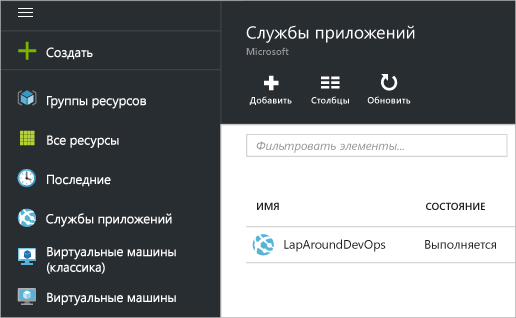 Создать
Группы ресурсов
Все ресурсы
Последние
Службы приложений
Виртуальные машины
(классика)
Виртуальные машины
Службы приложений
Microsoft
Добавить Столбцы Обновить
Фильтровать элементы...
ИМЯ СОСТОЯНИЕ
LapAroundDevOps Выполняется